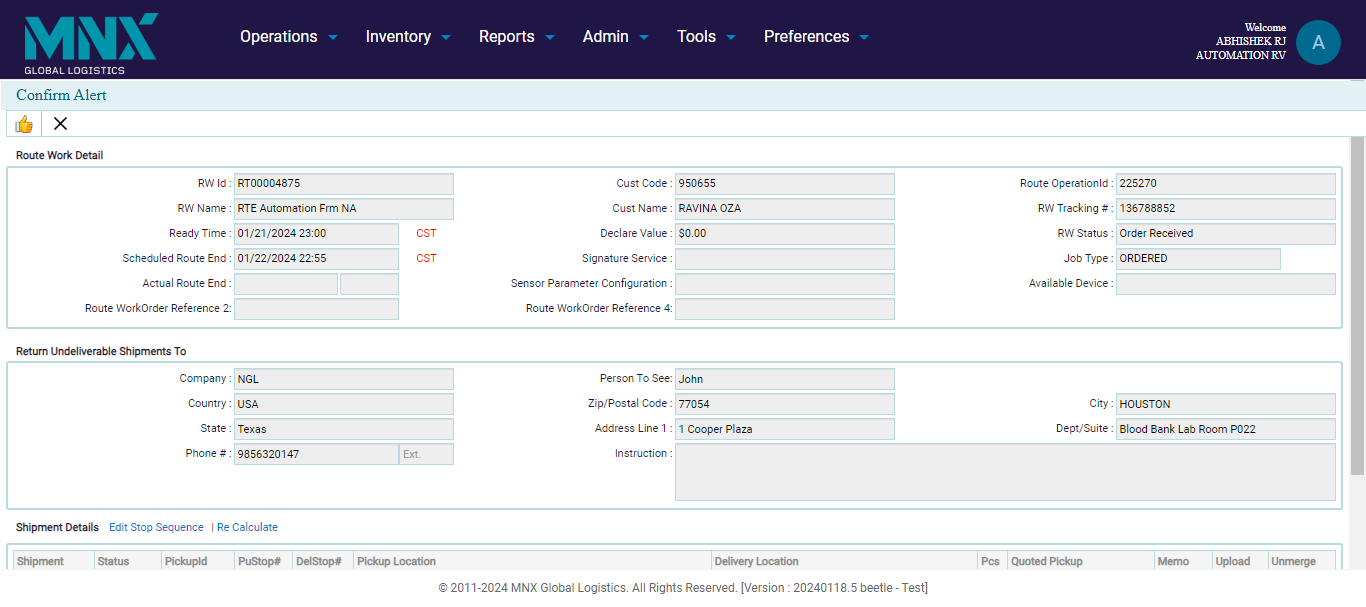 MNX
GLOBAL LOGISTICS
Operations Inventory Reports Admin Tools Preferences
Welcome
ABHISHEK RJ
AUTOMATION RV
A
Confirm Alert
Route Work Detail
RW Id : RT00004875 Cust Code : 950655 Route OperationId : 225270
RW Name : RTE Automation Frm NA Cust Name : RAVINA OZA RW Tracking # : 136788852
Ready Time : 01/21/2024 23:00 CST Declare Value : $0.00 RW Status : Order Received
Scheduled Route End : 01/22/2024 22:55 CST Signature Service : Job Type : ORDERED
Actual Route End : Sensor Parameter Configuration : Available Device :
Route WorkOrder Reference 2: Route WorkOrder Reference 4:
Return Undeliverable Shipments To
Company : NGL Person To See: John
Country : USA Zip/Postal Code : 77054 City : HOUSTON
State : Texas Address Line 1 : 1 Cooper Plaza Dept/Suite : Blood Bank Lab Room P022
Phone # : 9856320147 Ext. Instruction :
Shipment Details Edit Stop Sequence | Re Calculate
Shipment Status PickupId PuStop# DelStop# Pickup Location Delivery Location Pcs Quoted Pickup Memo Upload Unmerge
© 2011-2024 MNX Global Logistics. All Rights Reserved. [Version : 20240118.5 beetle - Test]